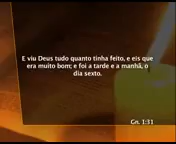 E viu Deus tudo quanto tinha feito, e eis que
era muito bom; e foi a tarde e a manhã, o
dia sexto.
Gn. 1:31